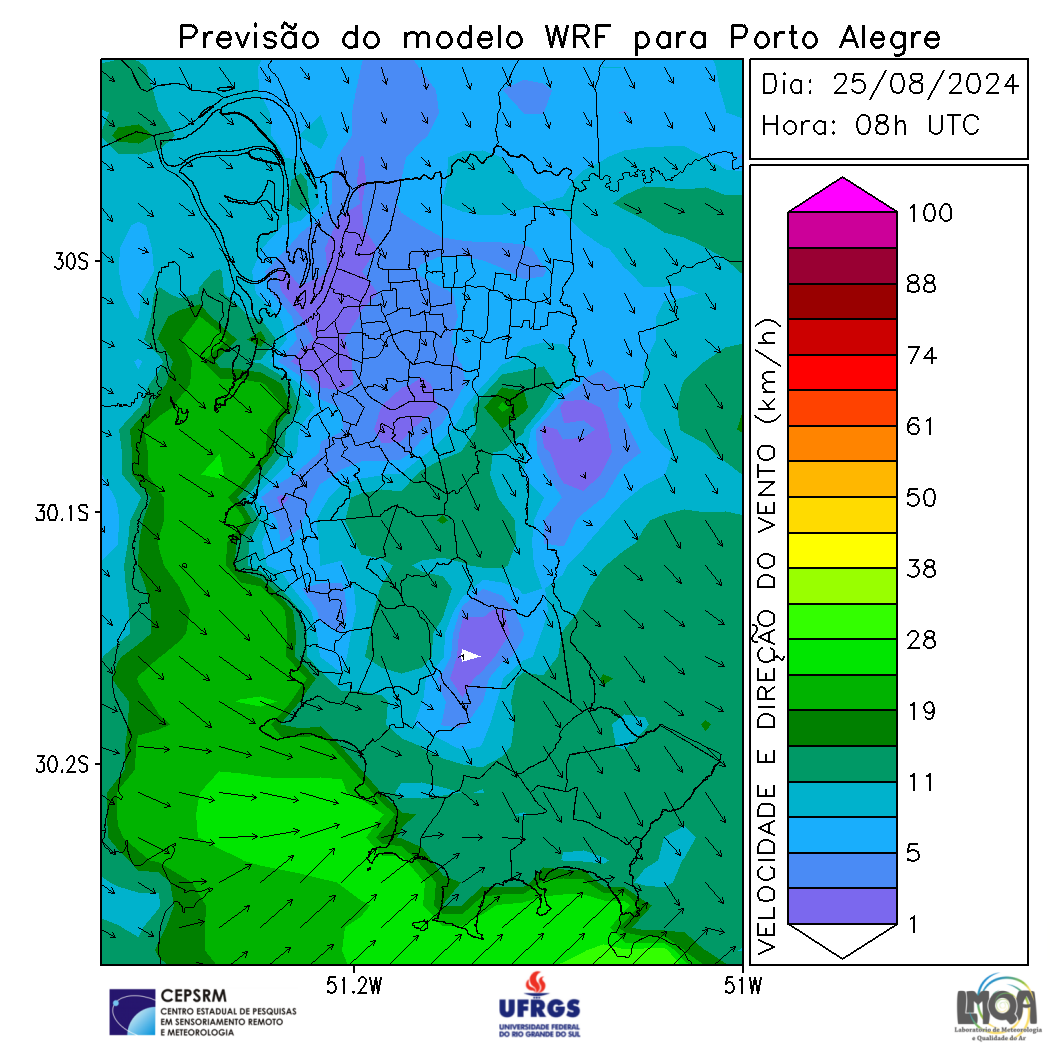 Previsão do modelo WRF para Porto Alegre
Dia: 25/08/2024
Hora: 08h UTC
30S
30.1S
30.2S
51.2W
51W
VELOCIDADE E DIREÇÃO DO VENTO (km/h)
100
88
74
61
50
38
28
19
11
5
1
CEPSRM
CENTRO ESTADUAL DE PESQUISAS
EM SENSORIAMENTO REMOTO
E METEOROLOGIA
UFRGS
UNIVERSIDADE FEDERAL
DO RIO GRANDE DO SUL
LMQA
Laboratório de Meteorologia
e Qualidade do Ar